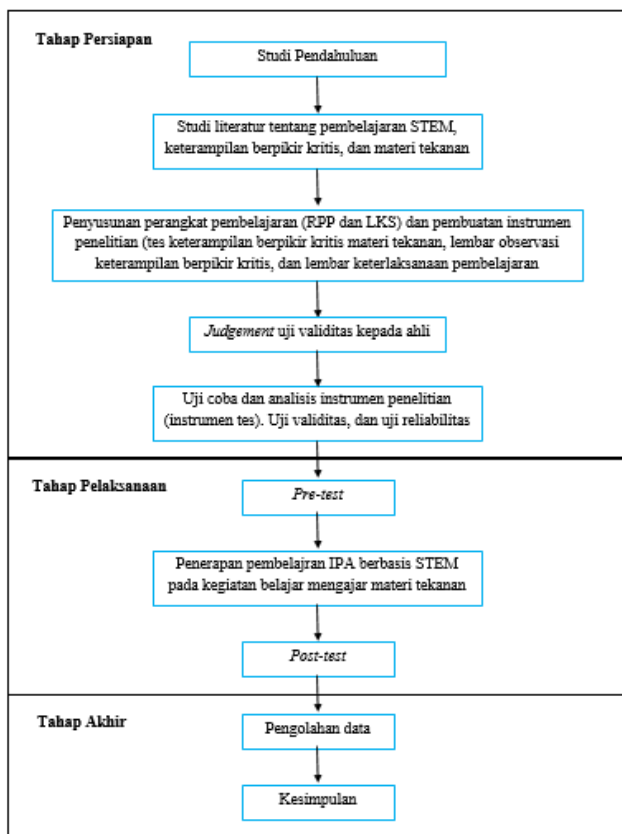 Tahap Persiapan
Studi Pendahuluan
Studi literatur tentang pembelajaran STEM,
keterampilan berpikir kritis, dan materi tekanan
Penyusunan perangkat pembelajaran (RPP dan LKS) dan pembuatan instrumen
penelitian (tes keterampilan berpikir kritis materi tekanan, lembar observasi
keterampilan berpikir kritis, dan lembar keterlaksanaan pembelajaran
Judgement uji validitas kepada ahli
Uji coba dan analisis instrumen penelitian
(instrumen tes). Uji validitas, dan uji reliabilitas
Tahap Pelaksanaan
Pre-test
Penerapan pembelajran IPA berbasis STEM
pada kegiatan belajar mengajar materi tekanan
Post-test
Tahap Akhir
Pengolahan data
Kesimpulan